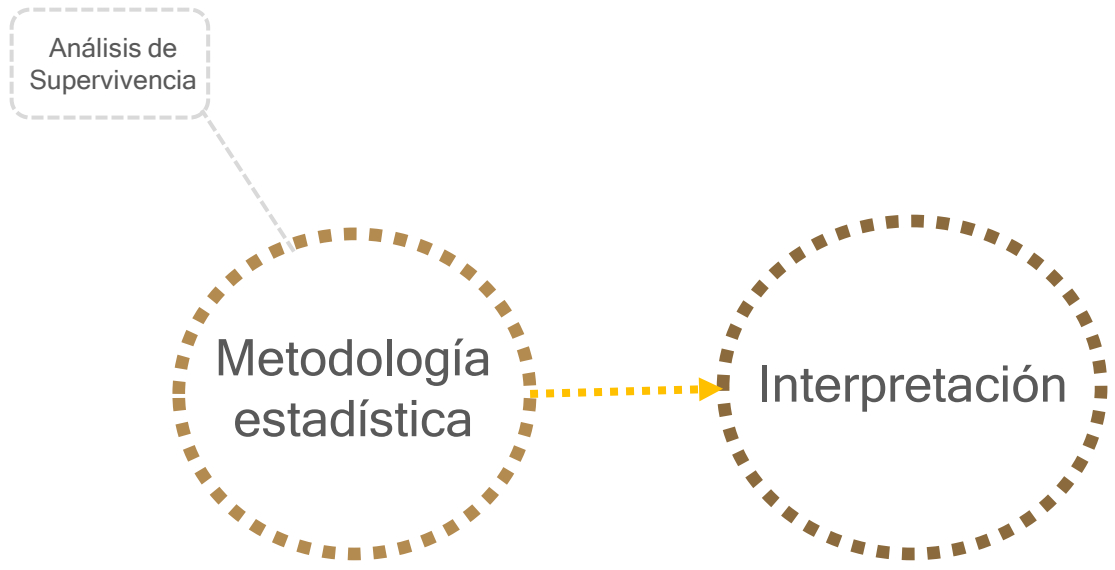 Análisis de
Supervivencia
Metodología
estadística
Interpretación